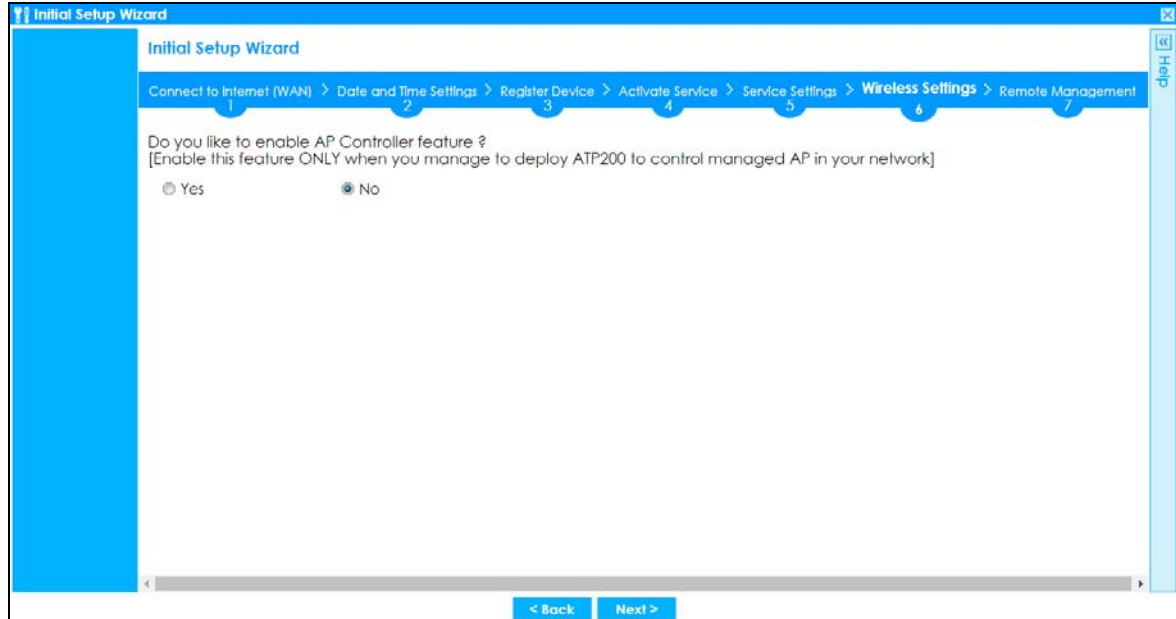 Initial Setup Wizard
Help
Initial Setup Wizard
Connect to Internet (WAN) > Date and Time Settings > Register Device > Activate Service > Service Settings > Wireless Settings > Remote Management
1 2 3 4 5 6 7
Do you like to enable AP Controller feature ?
[Enable this feature ONLY when you manage to deploy ATP200 to control managed AP in your network]
Yes No
< Back Next >